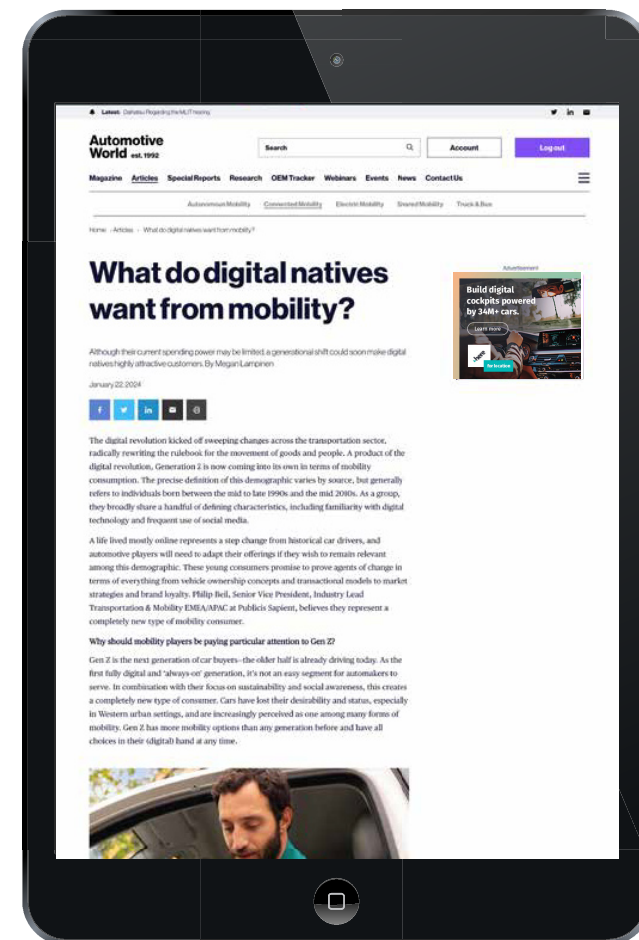 Latest: Daihatsu Regarding the MLIT hearing
Automotive
World est. 1992
Search
Account
Log out
Magazine Articles Special Reports Research OEM Tracker Webinars Events News Contact Us
Autonomous Mobility Connected Mobility Electric Mobility Shared Mobility Truck & Bus
Home › Articles › What do digital natives want from mobility?
What do digital natives
want from mobility?
Advertisement
Build digital
cockpits powered
by 34M+ cars.
Learn more
here
for location
Although their current spending power may be limited, a generational shift could soon make digital
natives highly attractive customers. By Megan Lampinen
January 22, 2024
The digital revolution kicked off sweeping changes across the transportation sector,
radically rewriting the rulebook for the movement of goods and people. A product of the
digital revolution, Generation Z is now coming into its own in terms of mobility
consumption. The precise definition of this demographic varies by source, but generally
refers to individuals born between the mid to late 1990s and the mid 2010s. As a group,
they broadly share a handful of defining characteristics, including familiarity with digital
technology and frequent use of social media.
A life lived mostly online represents a step change from historical car drivers, and
automotive players will need to adapt their offerings if they wish to remain relevant
among this demographic. These young consumers promise to prove agents of change in
terms of everything from vehicle ownership concepts and transactional models to market
strategies and brand loyalty. Philip Beil, Senior Vice President, Industry Lead
Transportation & Mobility EMEA/APAC at Publicis Sapient, believes they represent a
completely new type of mobility consumer.
Why should mobility players be paying particular attention to Gen Z?
Gen Z is the next generation of car buyers—the older half is already driving today. As the
first fully digital and ‘always-on’ generation, it’s not an easy segment for automakers to
serve. In combination with their focus on sustainability and social awareness, this creates
a completely new type of consumer. Cars have lost their desirability and status, especially
in Western urban settings, and are increasingly perceived as one among many forms of
mobility. Gen Z has more mobility options than any generation before and have all
choices in their (digital) hand at any time.